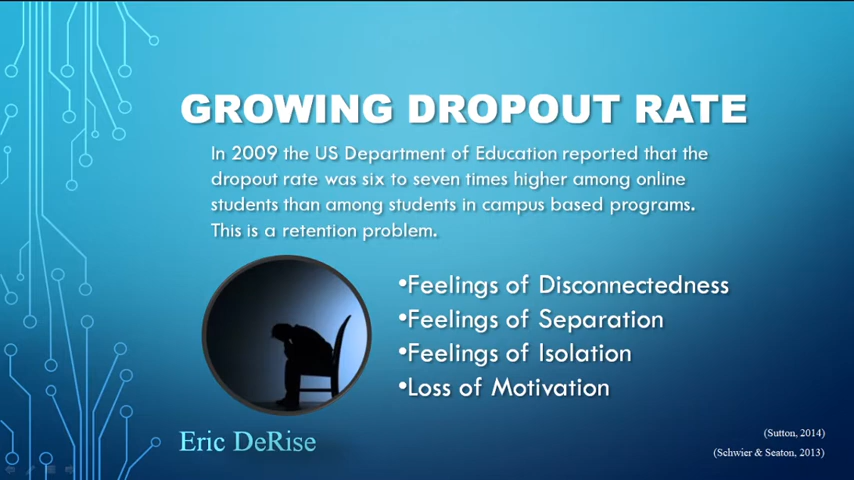 GROWING DROPOUT RATE
In 2009 the US Department of Education reported that the
dropout rate was six to seven times higher among online
students than among students in campus based programs.
This is a retention problem.
•Feelings of Disconnectedness
•Feelings of Separation
•Feelings of Isolation
•Loss of Motivation
Eric DeRise
(Sutton, 2014)
(Schwier & Seaton, 2013)